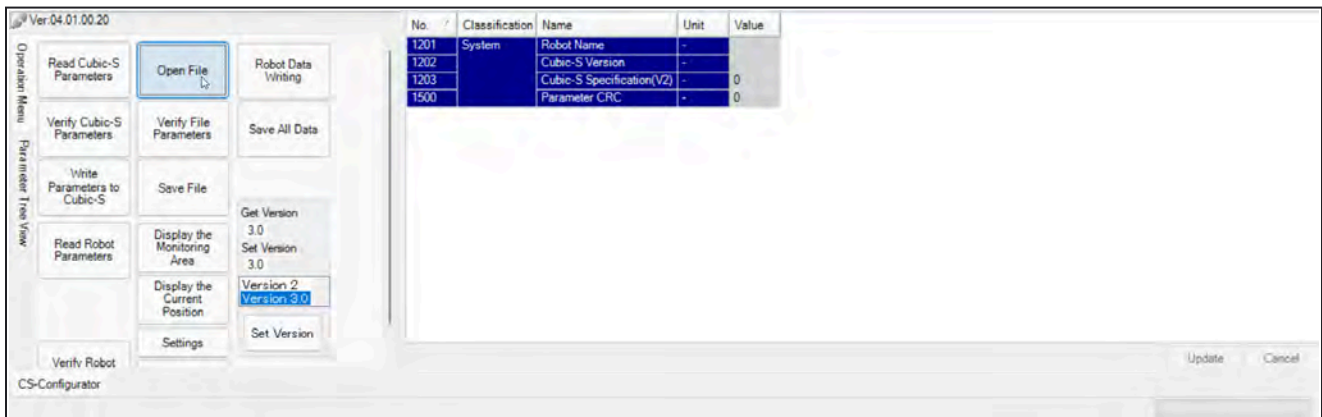 Ver:04.01.00.20
Operation Menu
Parameter Tree View
Read Cubic-S
Parameters
Open File
Robot Data
Writing
Verify Cubic-S
Parameters
Verify File
Parameters
Save All Data
Write
Parameters to
Cubic-S
Save File
Read Robot
Parameters
Display the
Monitoring
Area
Get Version
3.0
Set Version
3.0
Version 2
Version 3.0
Display the
Current
Position
Set Version
Settings
Verify Robot
CS-Configurator
No. / Classification Name Unit Value
1201 System Robot Name -
1202 Cubic-S Version -
1203 Cubic-S Specification(V2) - 0
1500 Parameter CRC - 0
Update Cancel